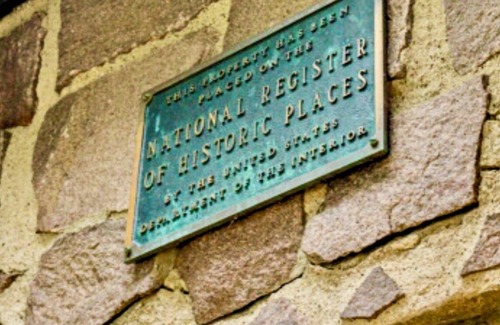 THIS PROPERTY HAS BEEN
PLACED ON THE
NATIONAL REGISTER
OF HISTORIC PLACES
BY THE UNITED STATES
DEPARTMENT OF THE INTERIOR